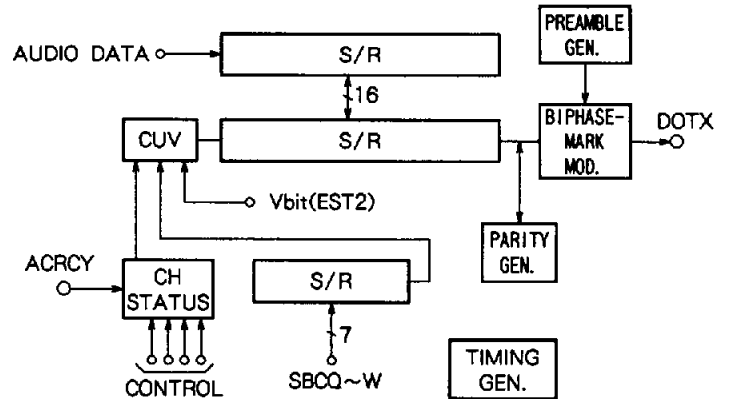 PREAMBLE
GEN.
AUDIO DATA
S/R
16
BIPHASE-
MARK
MOD.
DOTX
CUV
S/R
Vbit(EST2)
PARITY
GEN.
ACRCY
CH
STATUS
S/R
7
TIMING
GEN.
CONTROL
SBCQ~W